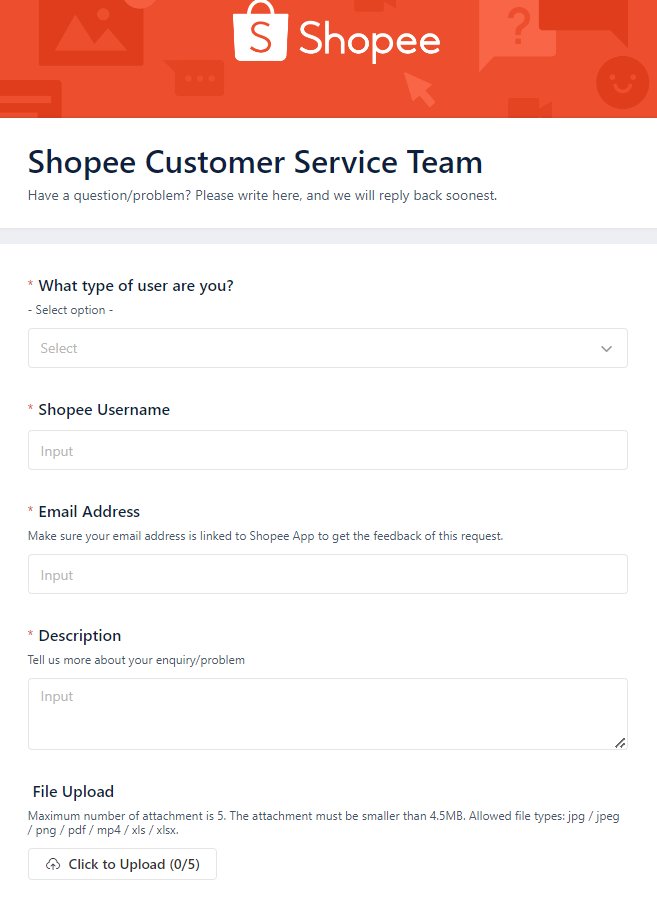 S Shopee
?
Shopee Customer Service Team
Have a question/problem? Please write here, and we will reply back soonest.
* What type of user are you?
- Select option -
Select
* Shopee Username
Input
* Email Address
Make sure your email address is linked to Shopee App to get the feedback of this request.
Input
* Description
Tell us more about your enquiry/problem
Input
File Upload
Maximum number of attachment is 5. The attachment must be smaller than 4.5MB. Allowed file types: jpg / jpeg
/ png / pdf / mp4 / xls / xlsx.
Click to Upload (0/5)